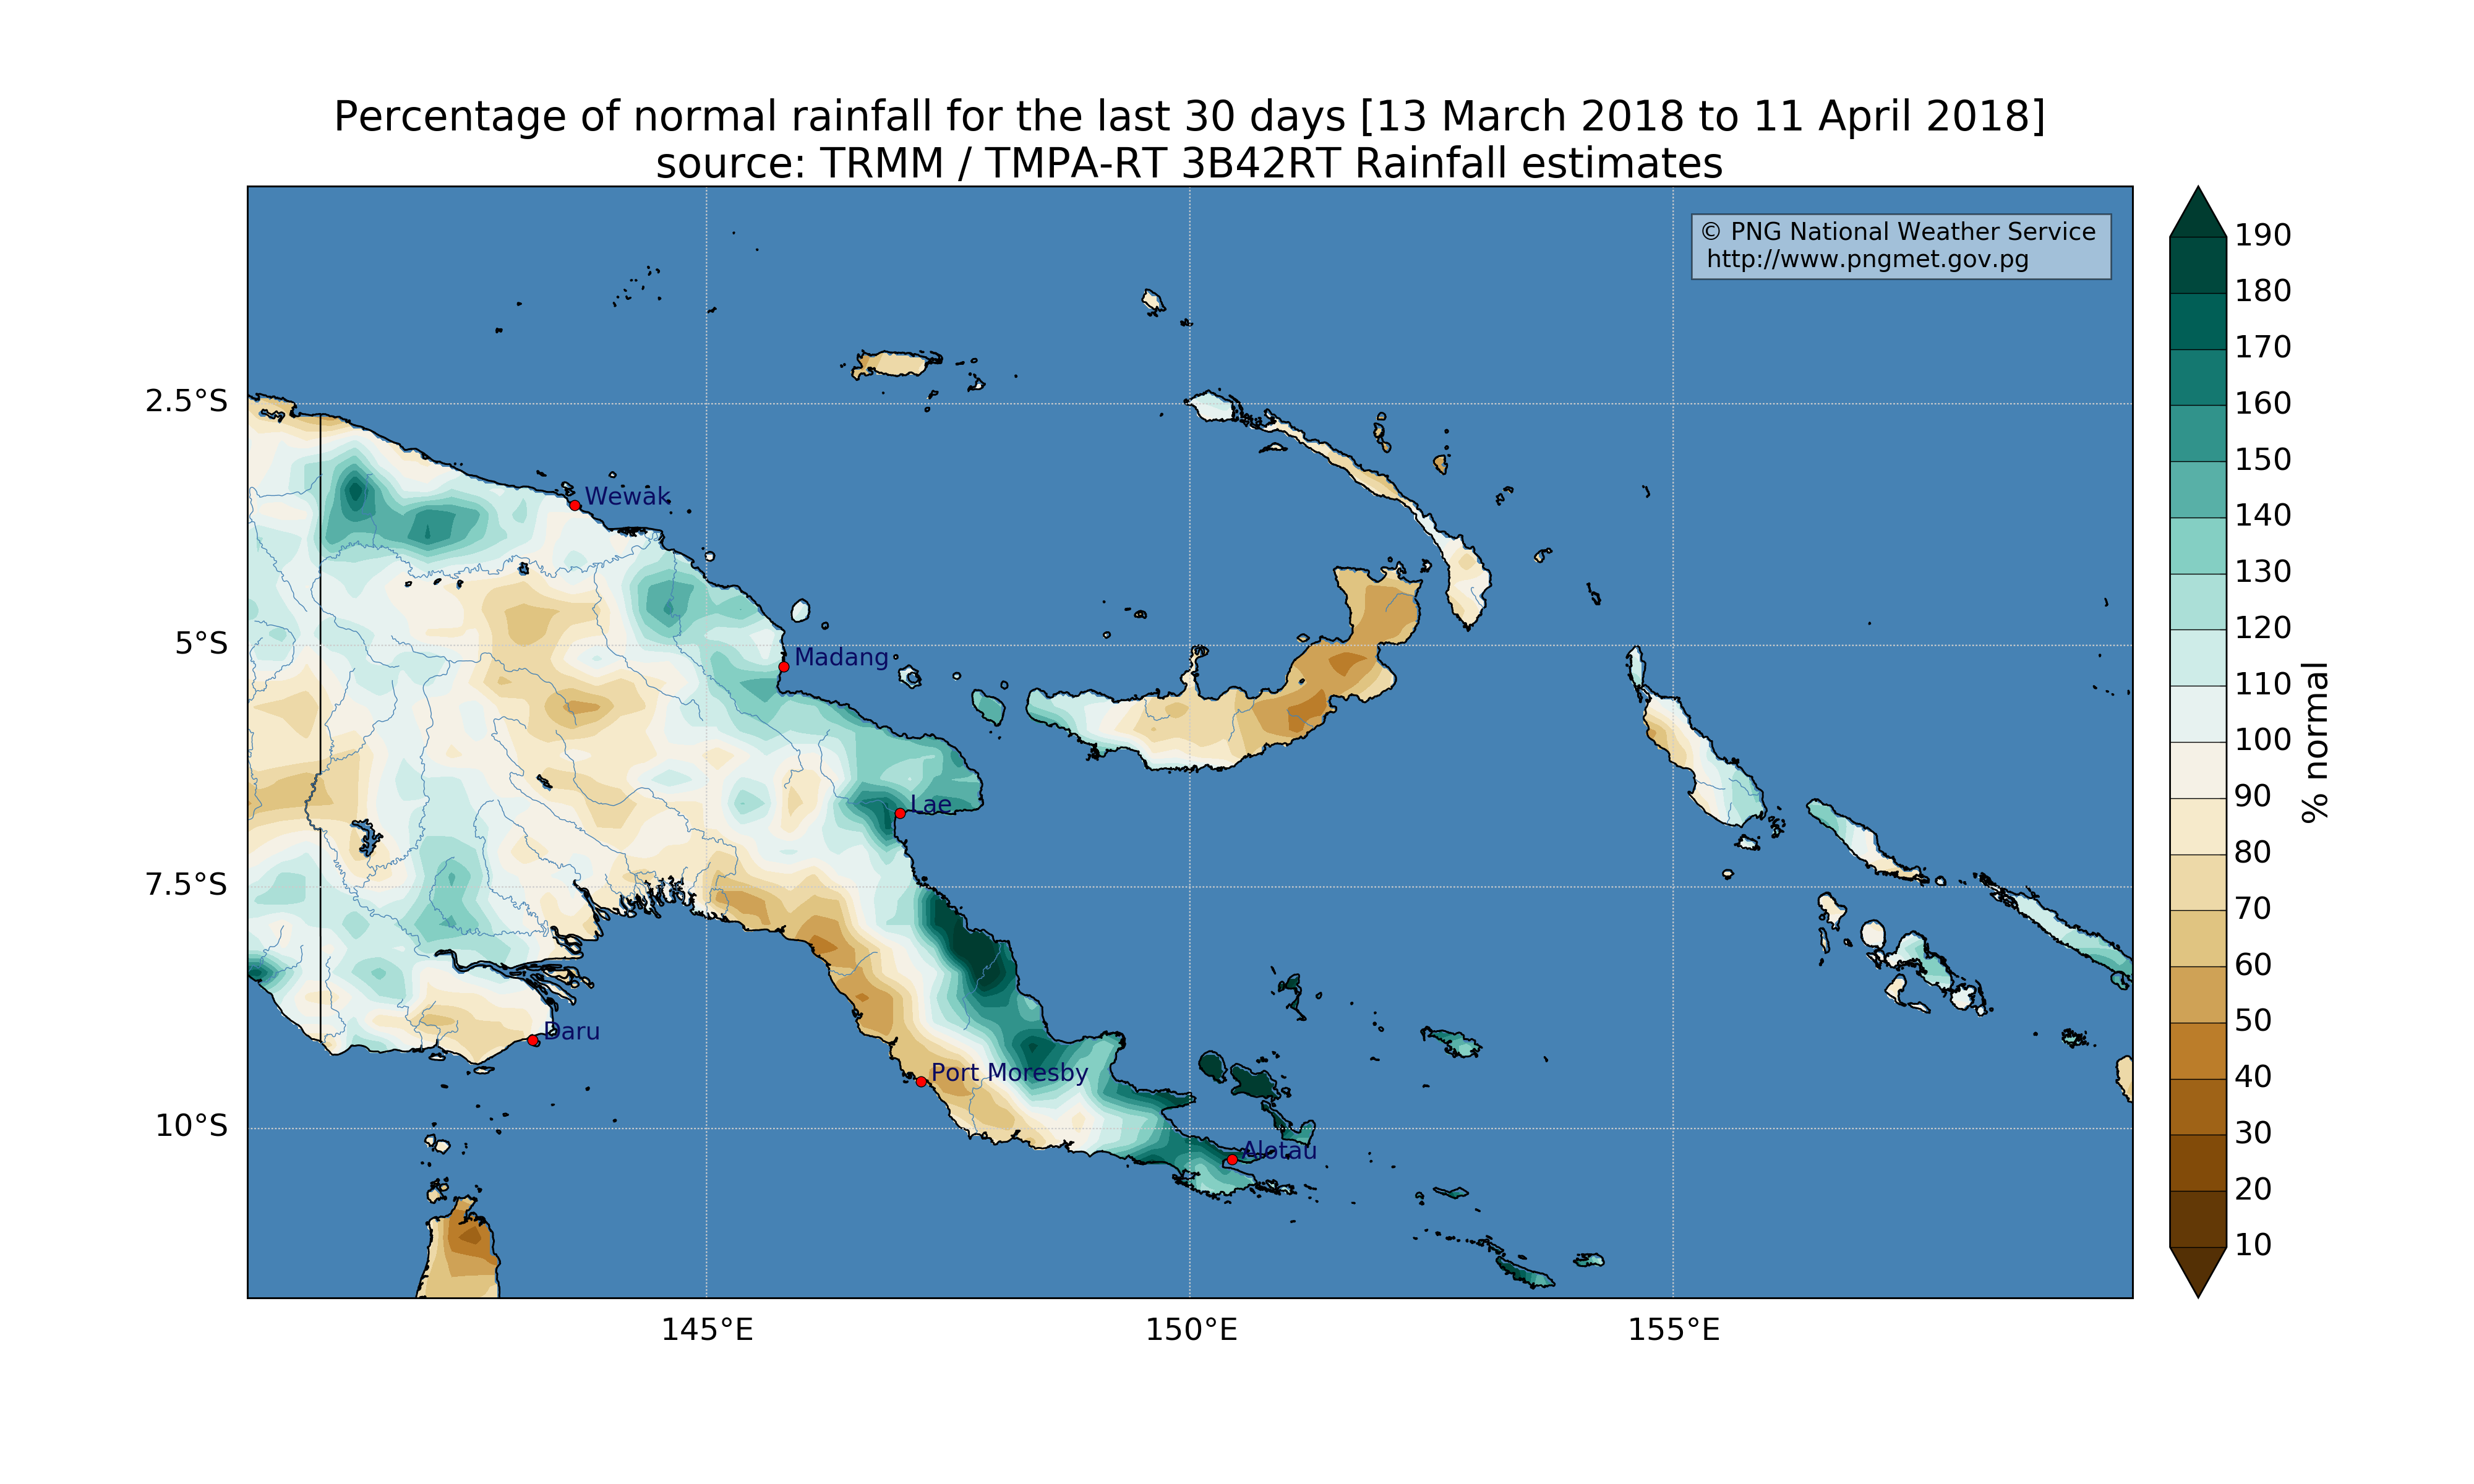 Percentage of normal rainfall for the last 30 days [13 March 2018 to 11 April 2018]
source: TRMM / TMPA-RT 3B42RT Rainfall estimates
© PNG National Weather Service
http://www.pngmet.gov.pg
2.5°S
5°S
7.5°S
10°S
Wewak
Madang
Lae
Daru
Port Moresby
Alotau
145°E
150°E
155°E
190
180
170
160
150
140
130
120
110
100
90
80
70
60
50
40
30
20
10
% normal